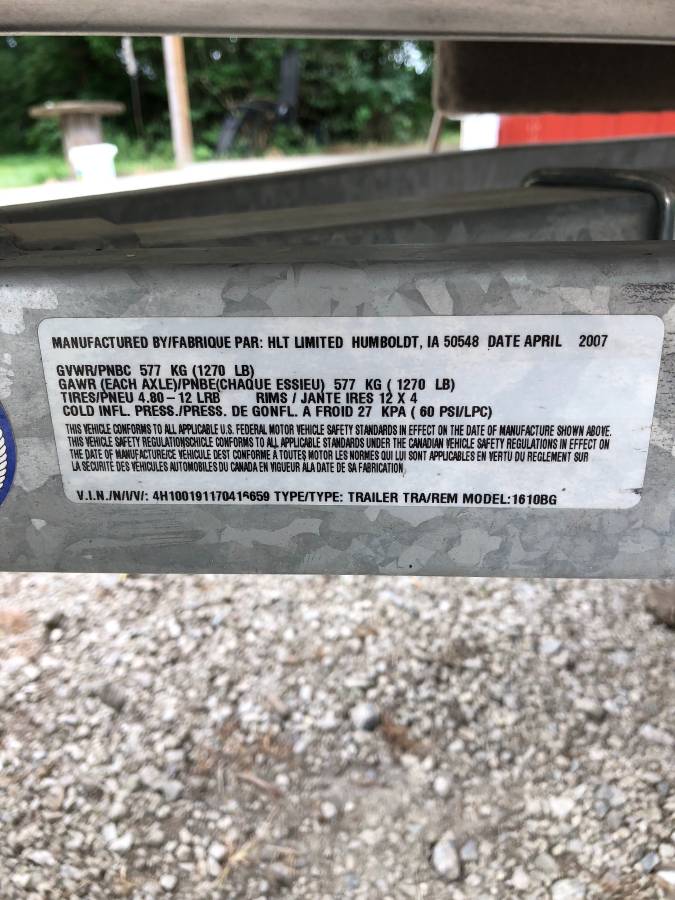 MANUFACTURED BY/FABRIQUE PAR: HLT LIMITED HUMBOLDT, IA 50548 DATE APRIL 2007
GVWR/PNBC 577 KG (1270 LB)
GAWR (EACH AXLE)/PNBE(CHAQUE ESSIEU) 577 KG ( 1270 LB)
TIRES/PNEU 4.80-12 LRB RIMS / JANTE IRES 12 X 4
COLD INFL. PRESS./PRESS. DE GONFL. A FROID 27 KPA ( 60 PSI/LPC)
THIS VEHICLE CONFORMS TO ALL APPLICABLE U.S. FEDERAL MOTOR VEHICLE SAFETY STANDARDS IN EFFECT ON THE DATE OF MANUFACTURE SHOWN ABOVE.
THIS VEHICLE SAFETY REGULATIONSCHICLE CONFORMS TO ALL APPLICABLE STANDARDS UNDER THE CANADIAN VEHICLE SAFETY REGULATIONS IN EFFECT ON
THE DATE OF MANUFACTURE/CE VEHICULE DEST CONFORME À TOUTES MOTOR LES NORMES QUI LUI SONT APPLICABLES EN VERTU DU REGLEMENT SUR
LA SECURITÉ DES VEHICULES AUTOMOBILES DU CANADA EN VIGUEUR ALA DATE DE SA FABRICATION
V.I.N./N/I/V/: 4H100191170416659 TYPE/TYPE: TRAILER TRA/REM MODEL:1610BG